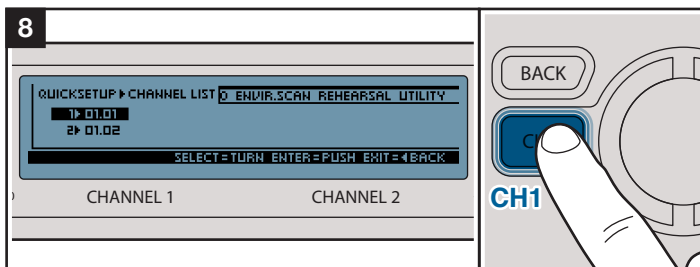 8
QUICKSETUP▶CHANNEL LIST O ENVIR.SCAN REHEARSAL UTILITY
1▶ 01.01
2▶ 01.02
SELECT=TURN ENTER=PUSH EXIT=◀BACK
CHANNEL 1 CHANNEL 2
BACK
CH1